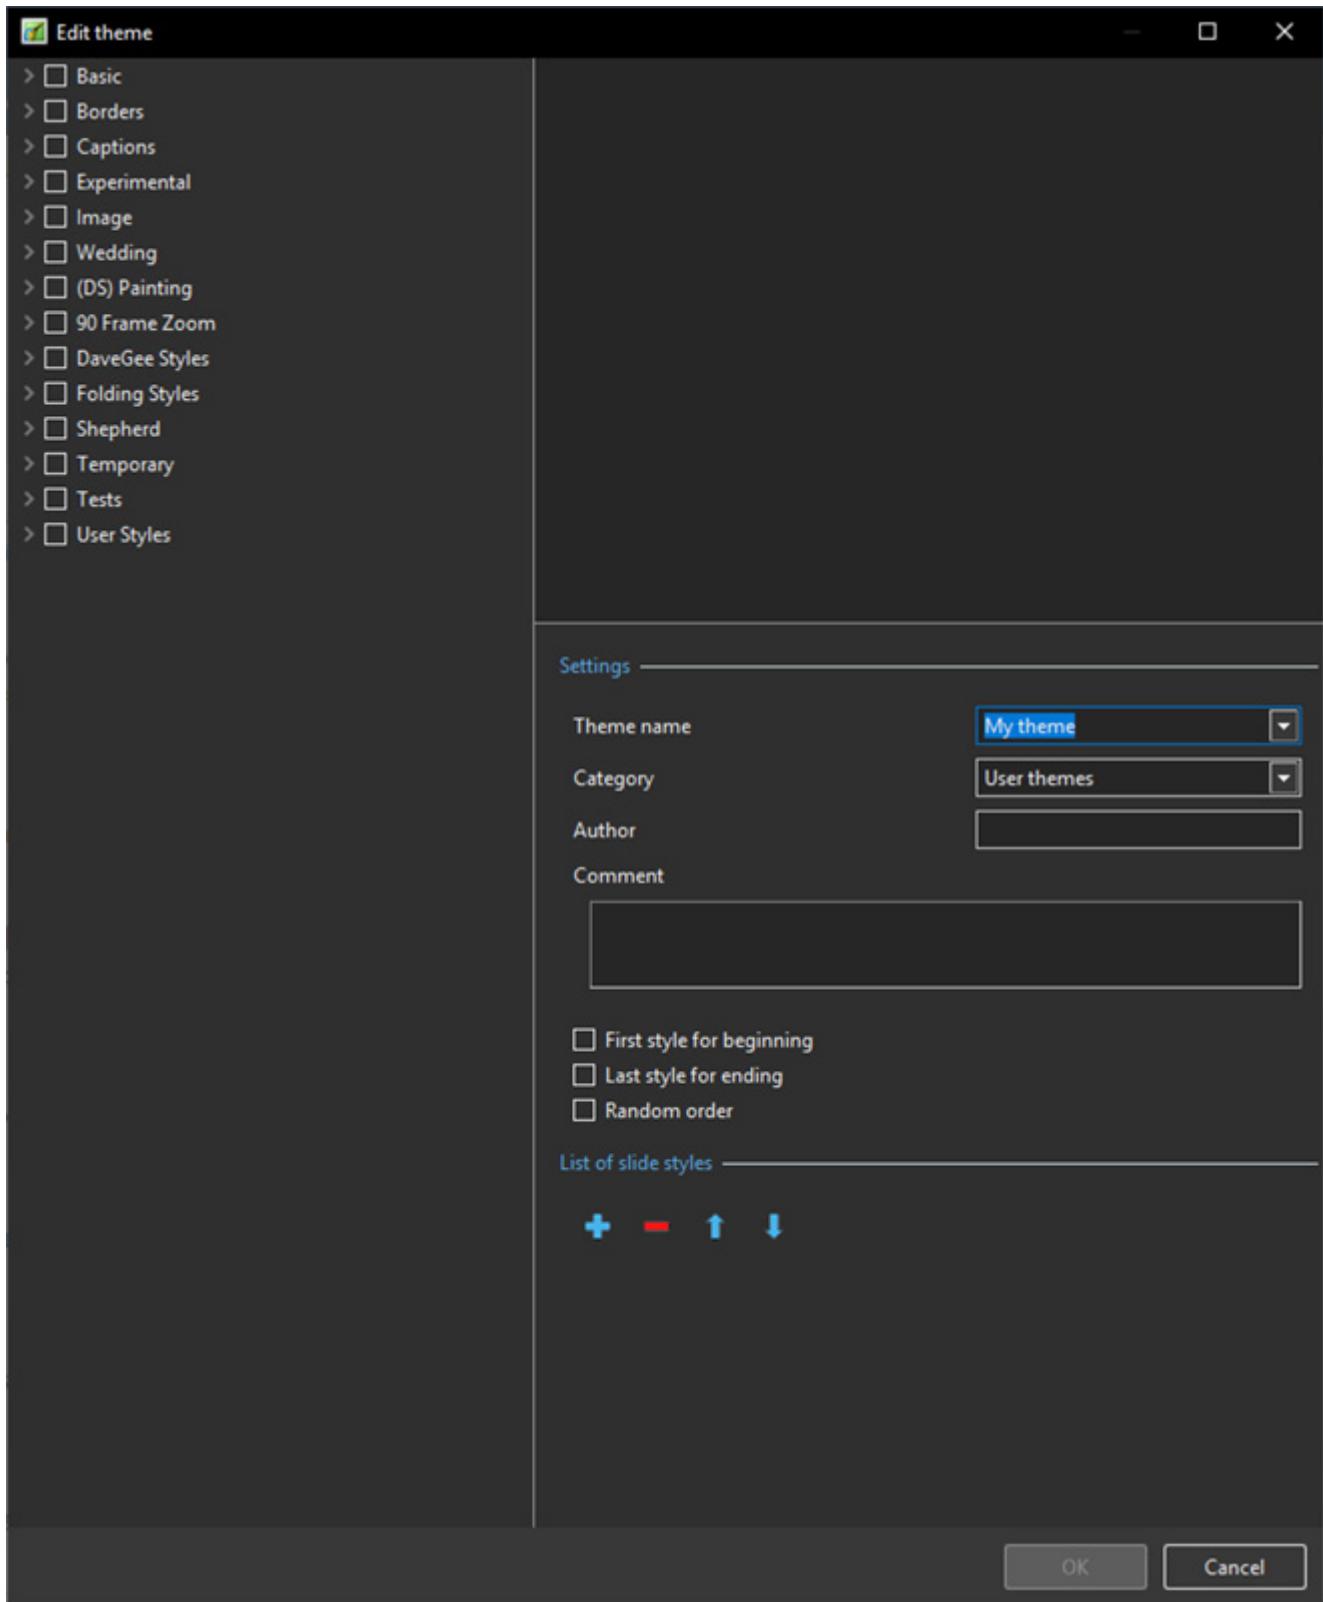 Edit theme
Basic
Borders
Captions
Experimental
Image
Wedding
(DS) Painting
90 Frame Zoom
DaveGee Styles
Folding Styles
Shepherd
Temporary
Tests
User Styles
Settings
Theme name My theme
Category User themes
Author
Comment
First style for beginning
Last style for ending
Random order
List of slide styles
OK Cancel